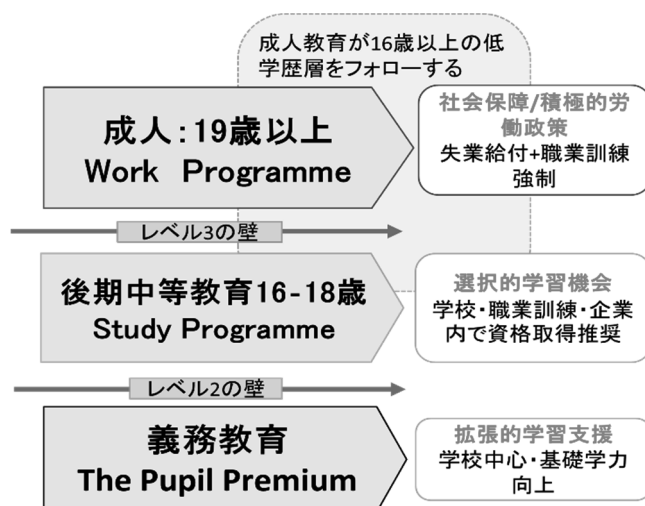 成人教育が16歳以上の低
学歴層をフォローする
成人：19歳以上
Work Programme
社会保障/積極的労
働政策
失業給付+職業訓練
強制
レベル3の壁
後期中等教育16-18歳
Study Programme
選択的学習機会
学校・職業訓練・企業
内で資格取得推奨
レベル2の壁
義務教育
The Pupil Premium
拡張的学習支援
学校中心・基礎学力
向上